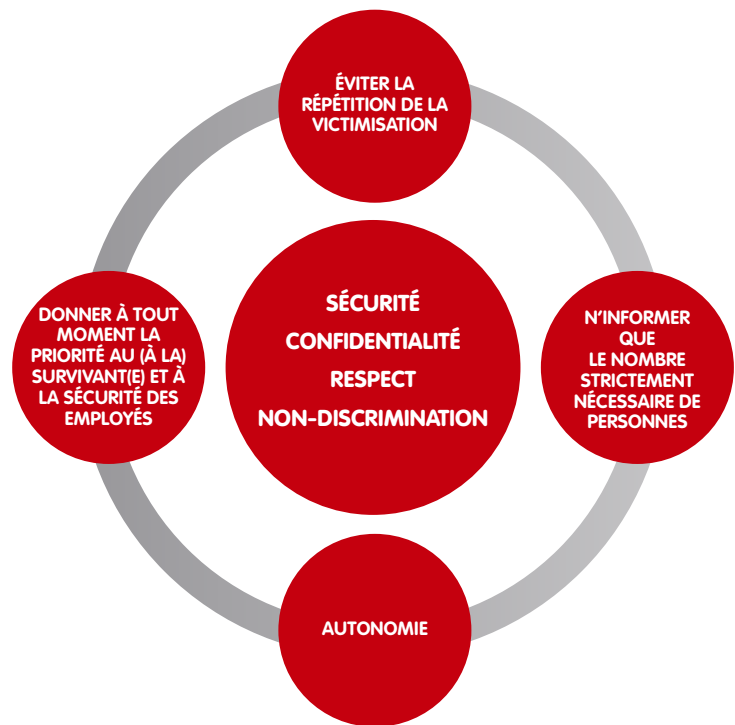 ÉVITER LA
RÉPÉTITION DE LA
VICTIMISATION
DONNER À TOUT
MOMENT LA
PRIORITÉ AU (À LA)
SURVIVANT(E) ET À
LA SÉCURITÉ DES
EMPLOYÉS
SÉCURITÉ
CONFIDENTIALITÉ
RESPECT
NON-DISCRIMINATION
N'INFORMER
QUE
LE NOMBRE
STRICTEMENT
NÉCESSAIRE DE
PERSONNES
AUTONOMIE